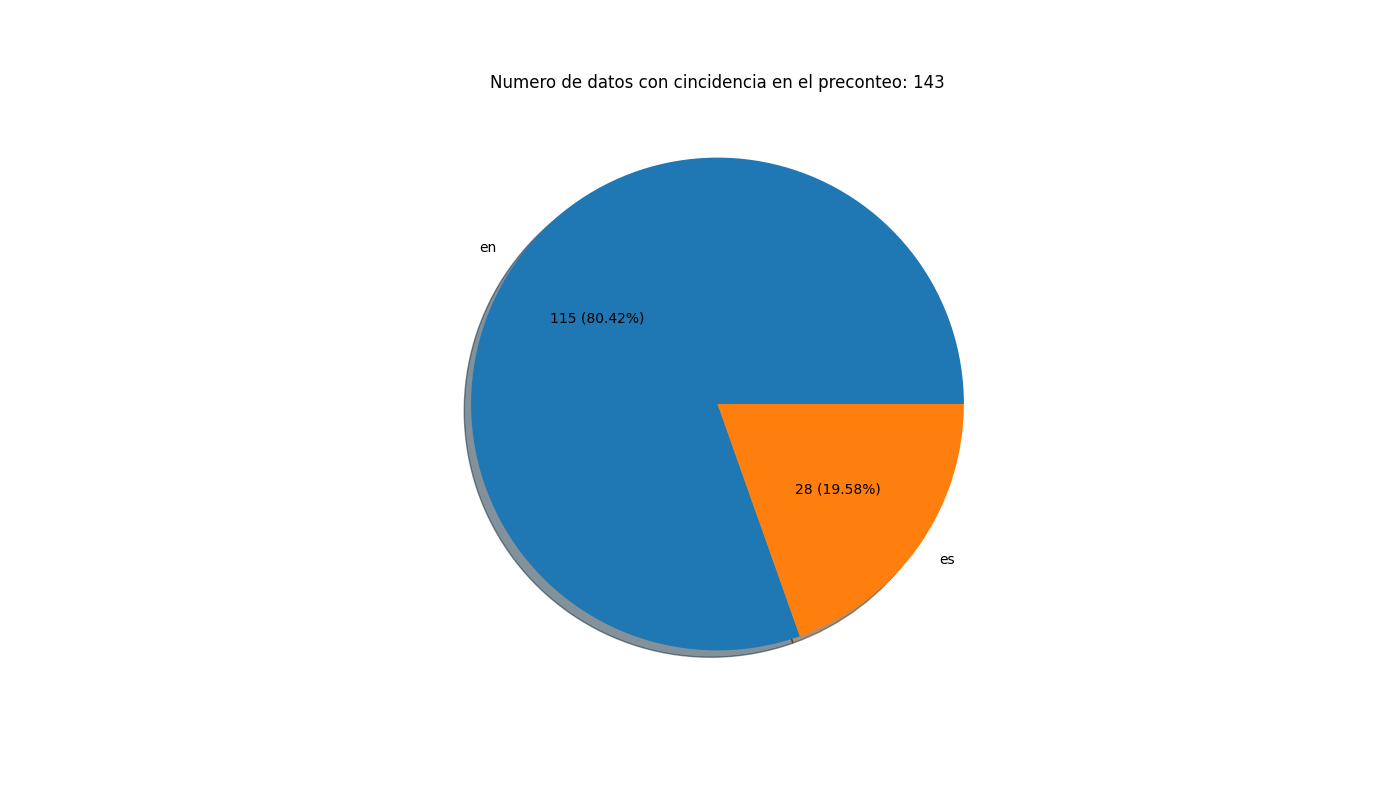 Numero de datos con cincidencia en el preconteo: 143
en
115 (80.42%)
28 (19.58%)
es